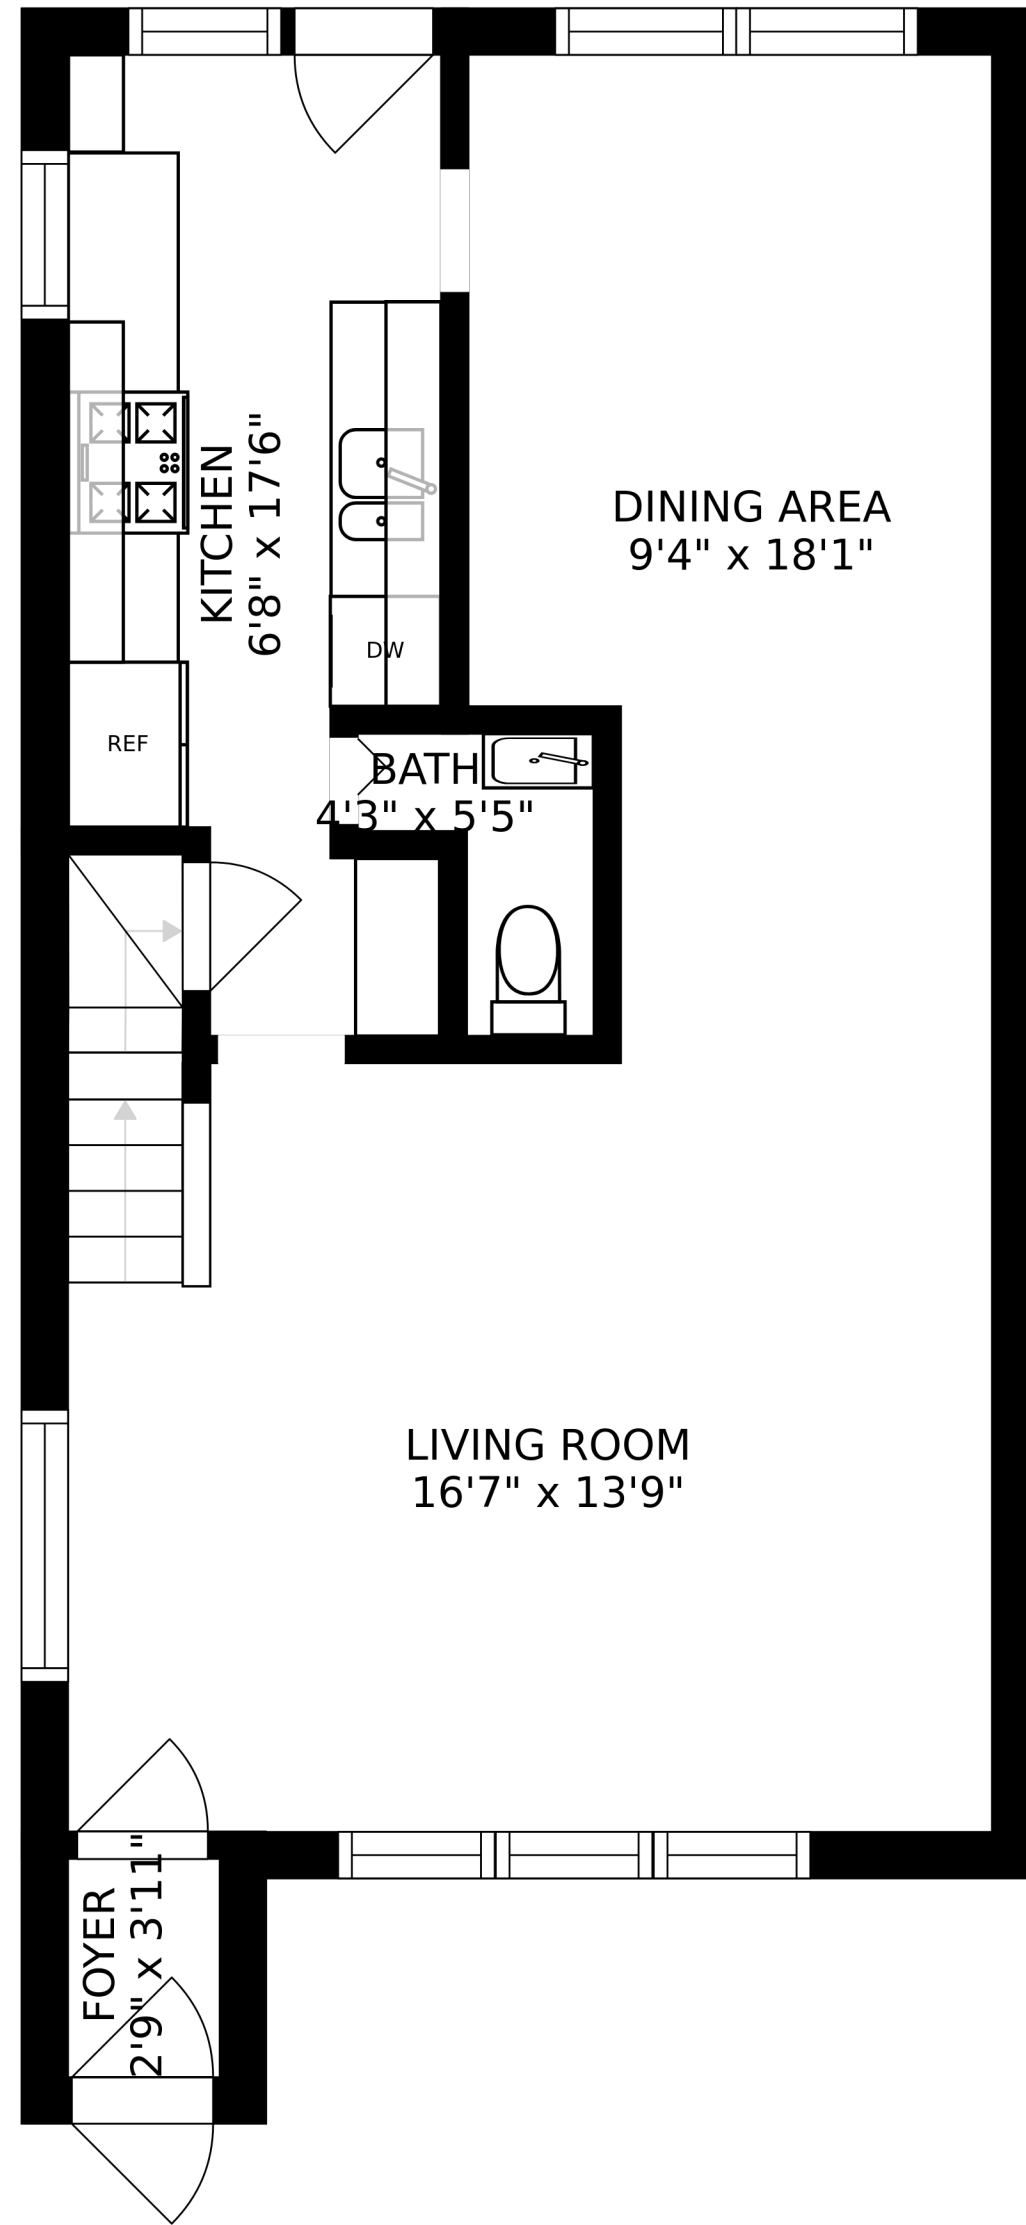 KITCHEN
6'8" x 17'6"
DINING AREA
9'4" x 18'1"
DW
REF
BATH
4'3" x 5'5"
LIVING ROOM
16'7" x 13'9"
FOYER
2'9" x 3'11"